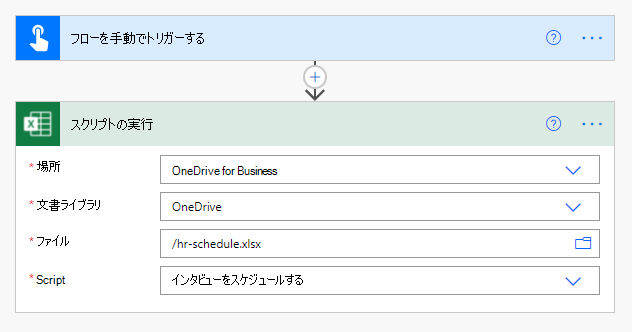 フローを手動でトリガーする
スクリプトの実行
* 場所 OneDrive for Business
* 文書ライブラリ OneDrive
* ファイル /hr-schedule.xlsx
* Script インタビューをスケジュールする